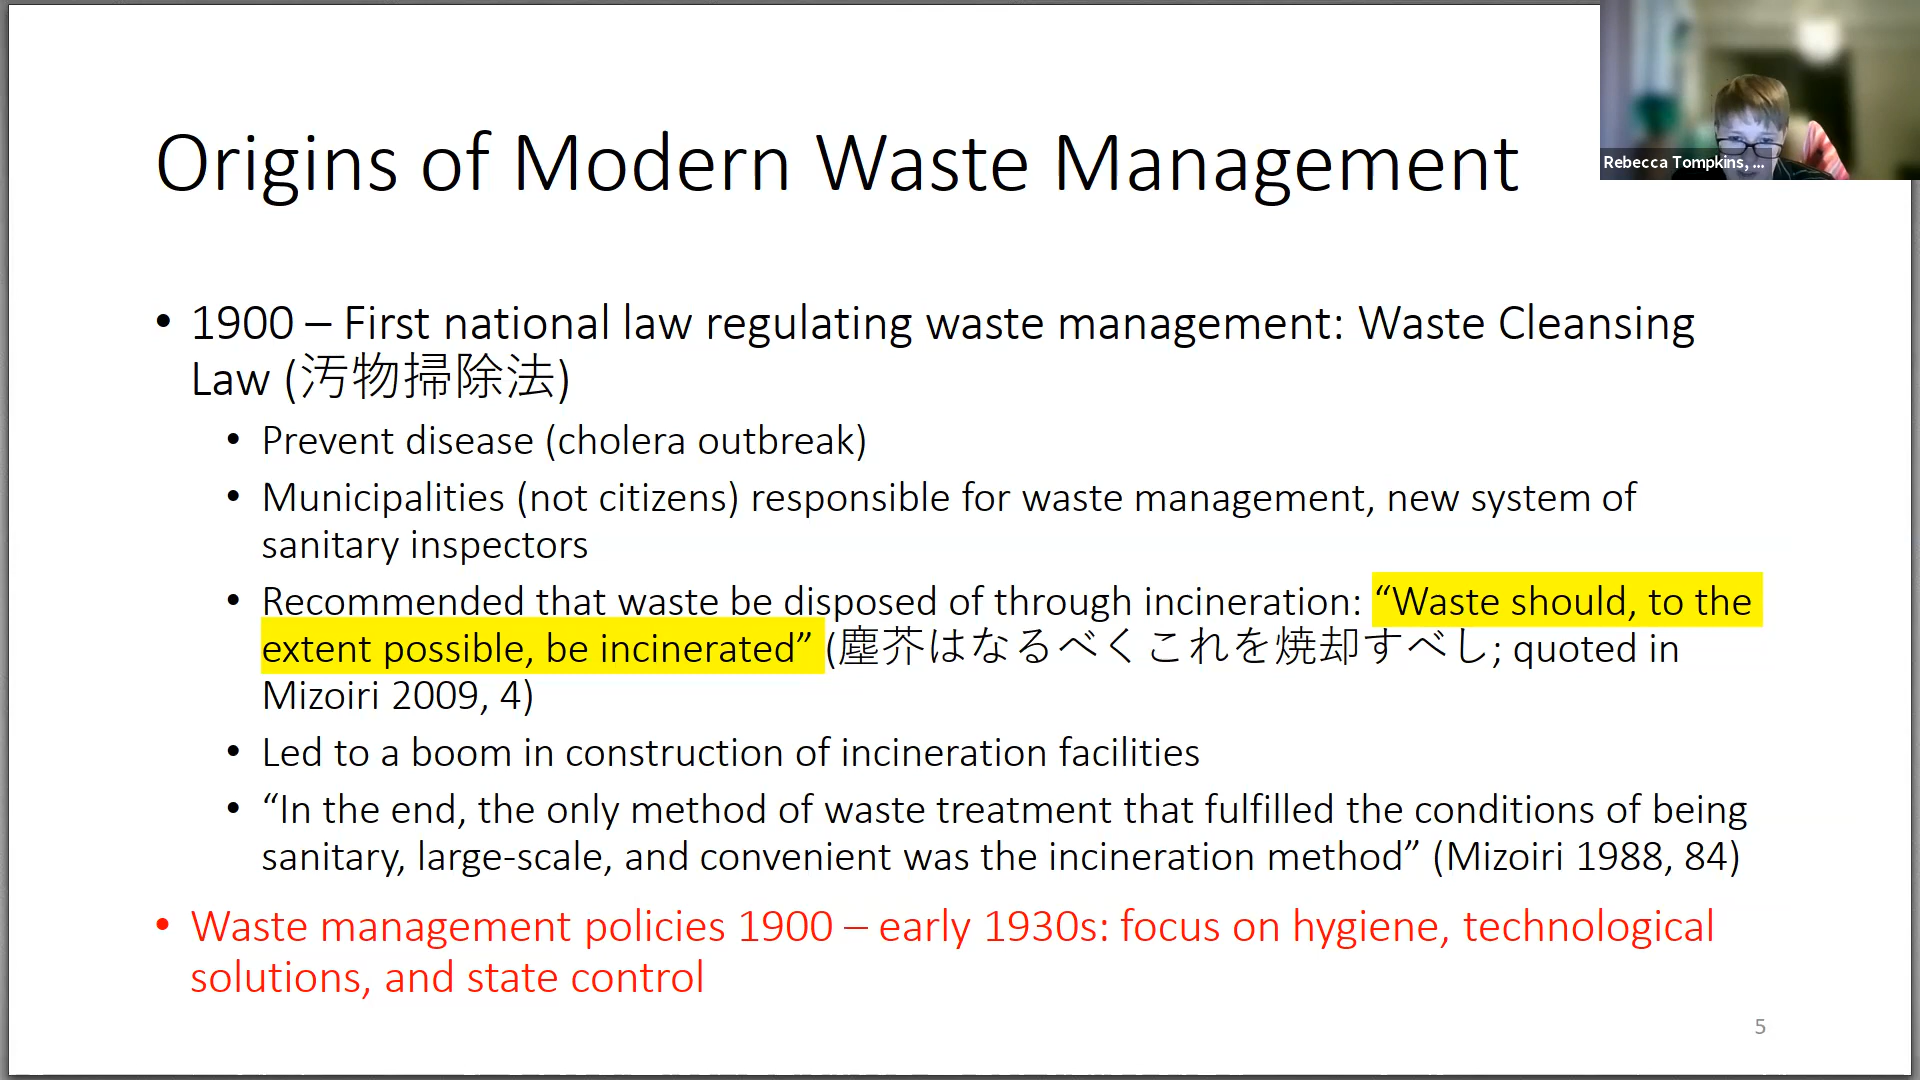 Origins of Modern Waste Management
Rebecca Tompkins, ...
• 1900 – First national law regulating waste management: Waste Cleansing
Law (汚物掃除法)
• Prevent disease (cholera outbreak)
• Municipalities (not citizens) responsible for waste management, new system of
sanitary inspectors
• Recommended that waste be disposed of through incineration: “Waste should, to the
extent possible, be incinerated” (塵芥はなるべくこれを焼却すべし; quoted in
Mizoiri 2009, 4)
• Led to a boom in construction of incineration facilities
• “In the end, the only method of waste treatment that fulfilled the conditions of being
sanitary, large-scale, and convenient was the incineration method” (Mizoiri 1988, 84)
• Waste management policies 1900 – early 1930s: focus on hygiene, technological
solutions, and state control
5